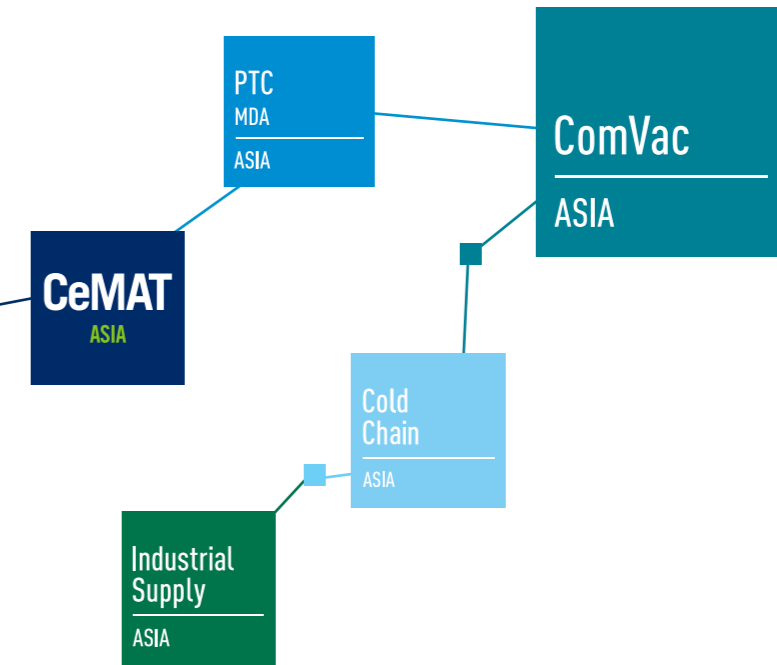 PTC
MDA
ASIA
ComVac
ASIA
CeMAT
ASIA
Cold
Chain
ASIA
Industrial
Supply
ASIA